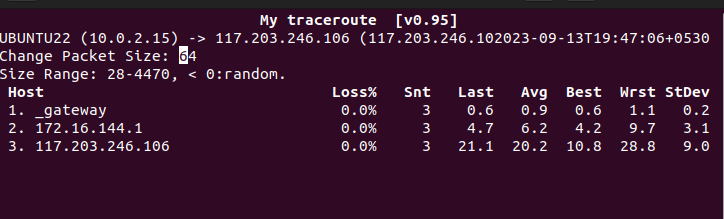 My traceroute [v0.95]
UBUNTU22 (10.0.2.15) -> 117.203.246.106 (117.203.246.102023-09-13T19:47:06+0530
Change Packet Size: 64
Size Range: 28-4470, < 0:random.
Host Loss% Snt Last Avg Best Wrst StDev
1. _gateway 0.0% 3 0.6 0.9 0.6 1.1 0.2
2. 172.16.144.1 0.0% 3 4.7 6.2 4.2 9.7 3.1
3. 117.203.246.106 0.0% 3 21.1 20.2 10.8 28.8 9.0